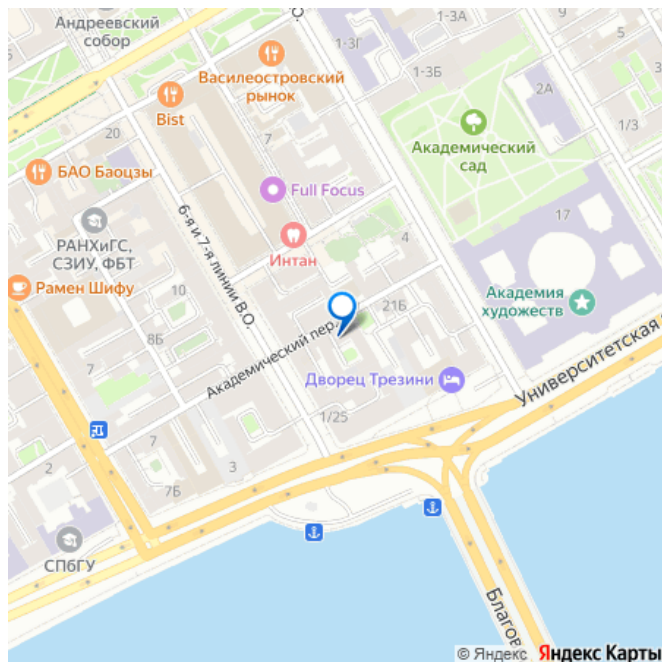 Андреевский
собор
1-3А
9
5
1-3Г
1-3Б
Василеостровский
рынок
2А
Bist
7
1/3
20
Академический
сад
БАО Баоцзы
Full Focus
17
РАНХиГС,
СЗИУ, ФБТ
6-я и 7-я линии В.О.
4
Интан
Рамен Шифу
10
21Б
Академия
художеств
8Б
Академический пер.
Университетская
7
Дворец Трезини
1/25
7
3
2
7Б
СПбГУ
Благов
© Яндекс Яндекс Карты